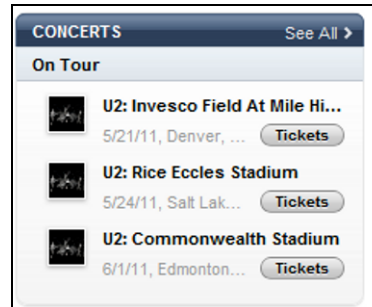 CONCERTS See All >
On Tour
U2: Invesco Field At Mile Hi...
5/21/11, Denver, ... Tickets
U2: Rice Eccles Stadium
5/24/11, Salt Lak... Tickets
U2: Commonwealth Stadium
6/1/11, Edmonton... Tickets